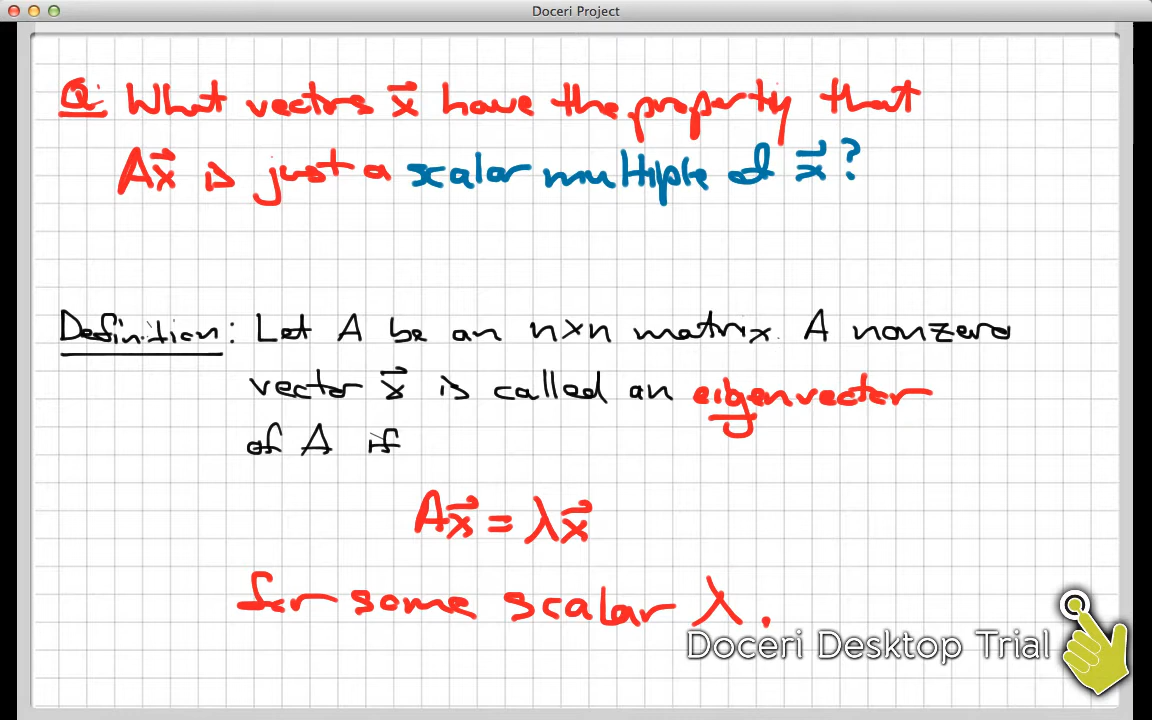 Doceri Project
Q: What vectors x⃗ have the property that
Ax⃗ is just a scalar multiple of x⃗?
Definition: Let A be an n×n matrix. A nonzero
vector x⃗ is called an eigenvector
of A if
Ax⃗ = λx⃗
for some scalar λ.
Doceri Desktop Trial